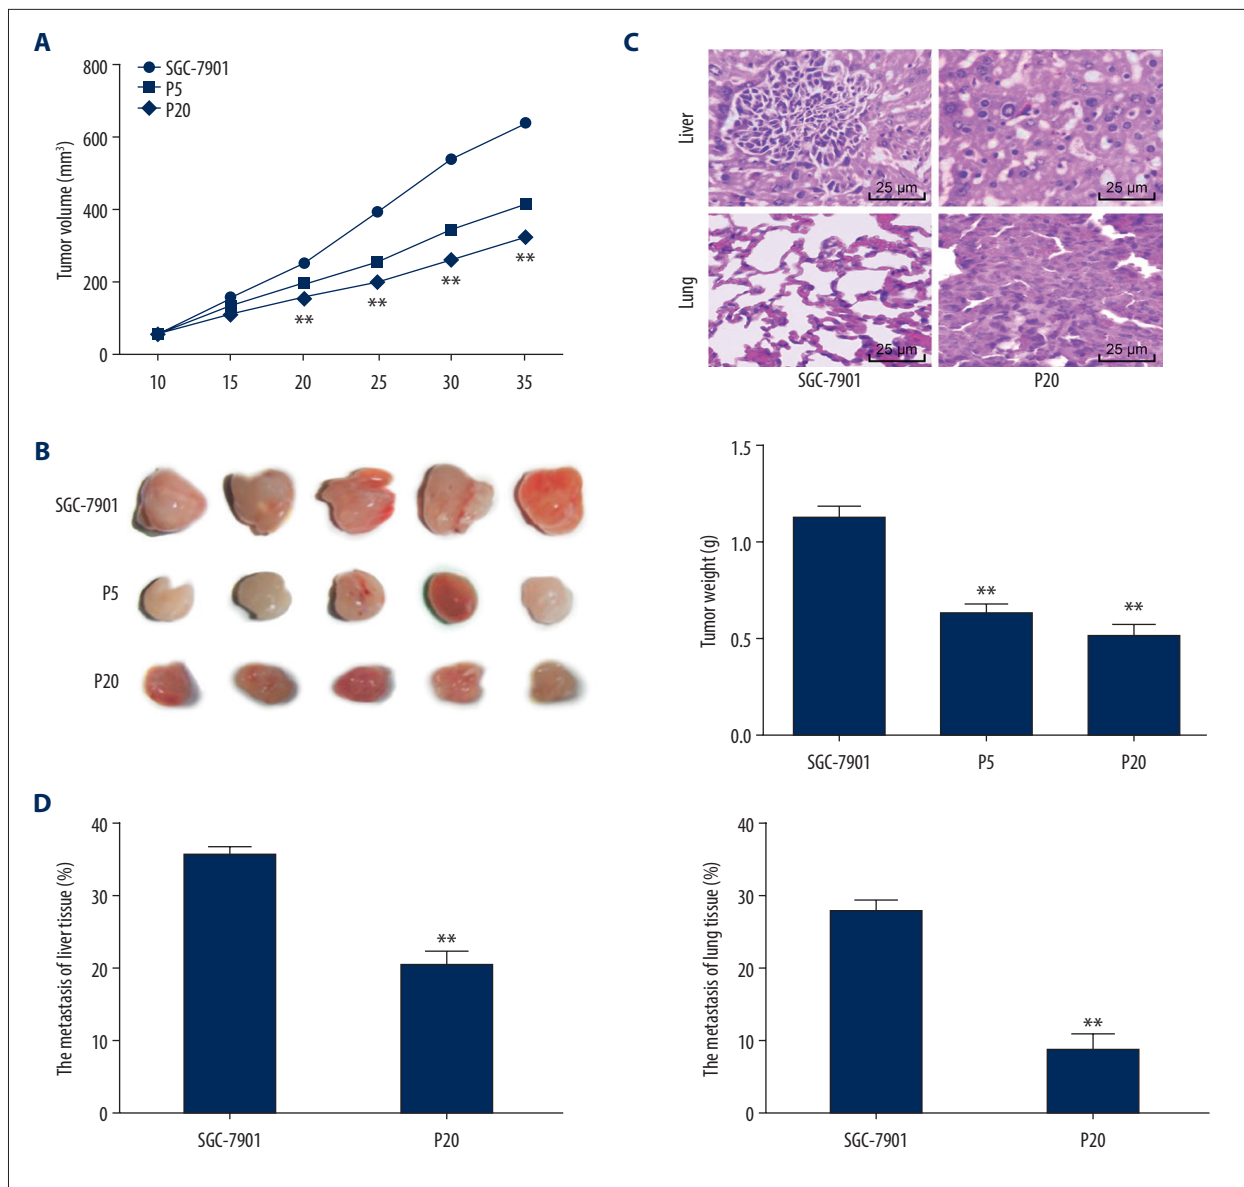 A
800
600
400
200
0
Tumor volume (mm³)
SGC-7901
P5
P20
**
**
**
**
10 15 20 25 30 35
C
Liver
25 µm
25 µm
Lung
25 µm
25 µm
SGC-7901 P20
B
SGC-7901
P5
P20
1.5
1.0
0.5
0.0
Tumor weight (g)
**
**
SGC-7901 P5 P20
D
40
30
20
10
0
The metastasis of liver tissue (%)
**
SGC-7901 P20
40
30
20
10
0
The metastasis of lung tissue (%)
**
SGC-7901 P20